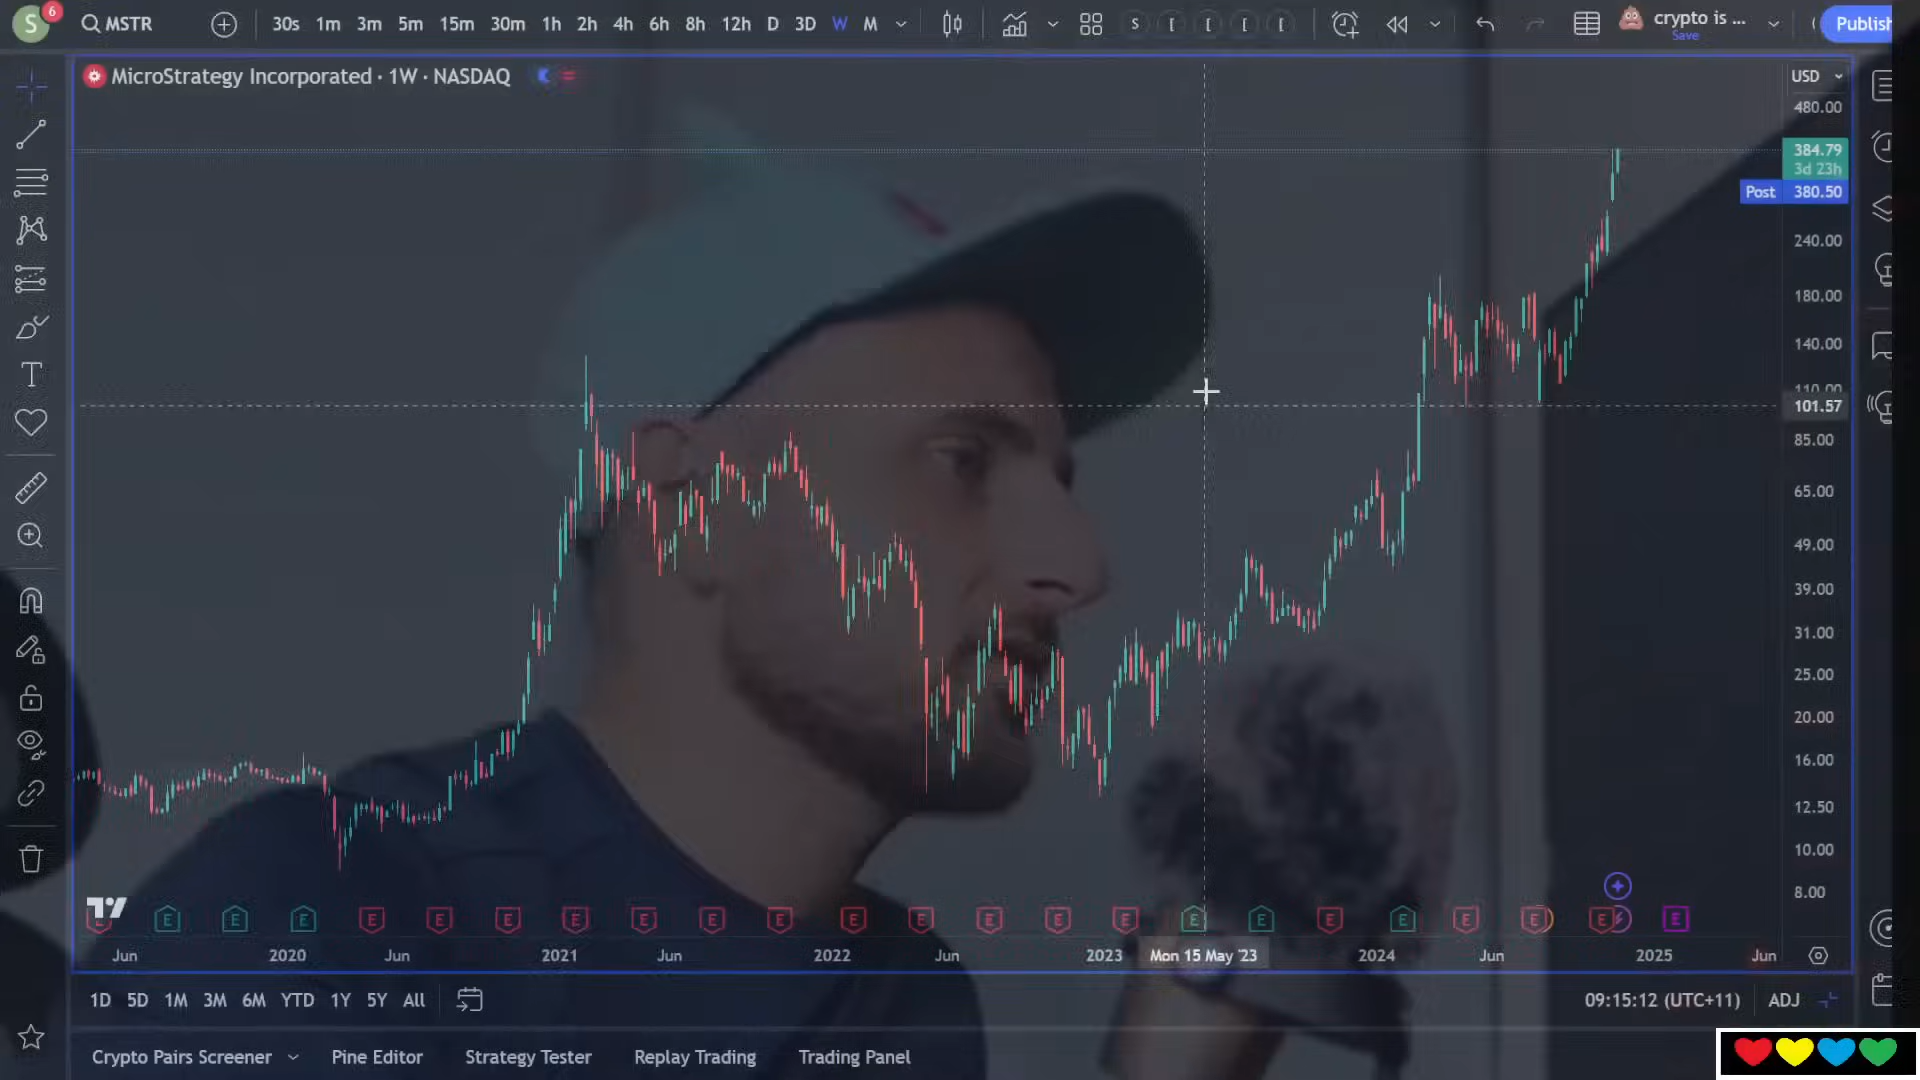 S 6 MSTR 30s 1m 3m 5m 15m 30m 1h 2h 4h 6h 8h 12h D 3D W M S E E E E crypto is ... Publish
Save
MicroStrategy Incorporated · 1W · NASDAQ
USD
480.00
384.79
3d 23h
Post 380.50
240.00
180.00
140.00
110.00
101.57
85.00
65.00
49.00
39.00
31.00
25.00
20.00
16.00
12.50
10.00
8.00
E E E E E E E E E E E E E E E E E E E E E E E E
Jun 2020 Jun 2021 Jun 2022 Jun 2023 Mon 15 May '23 2024 Jun 2025 Jun
1D 5D 1M 3M 6M YTD 1Y 5Y All 09:15:12 (UTC+11) ADJ
Crypto Pairs Screener Pine Editor Strategy Tester Replay Trading Trading Panel